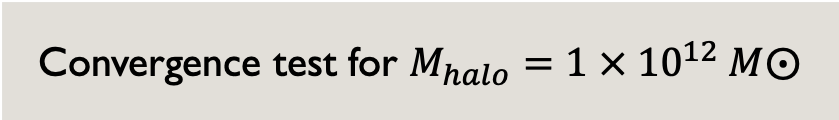 Convergence test for M_halo = 1 × 10^12 M⊙